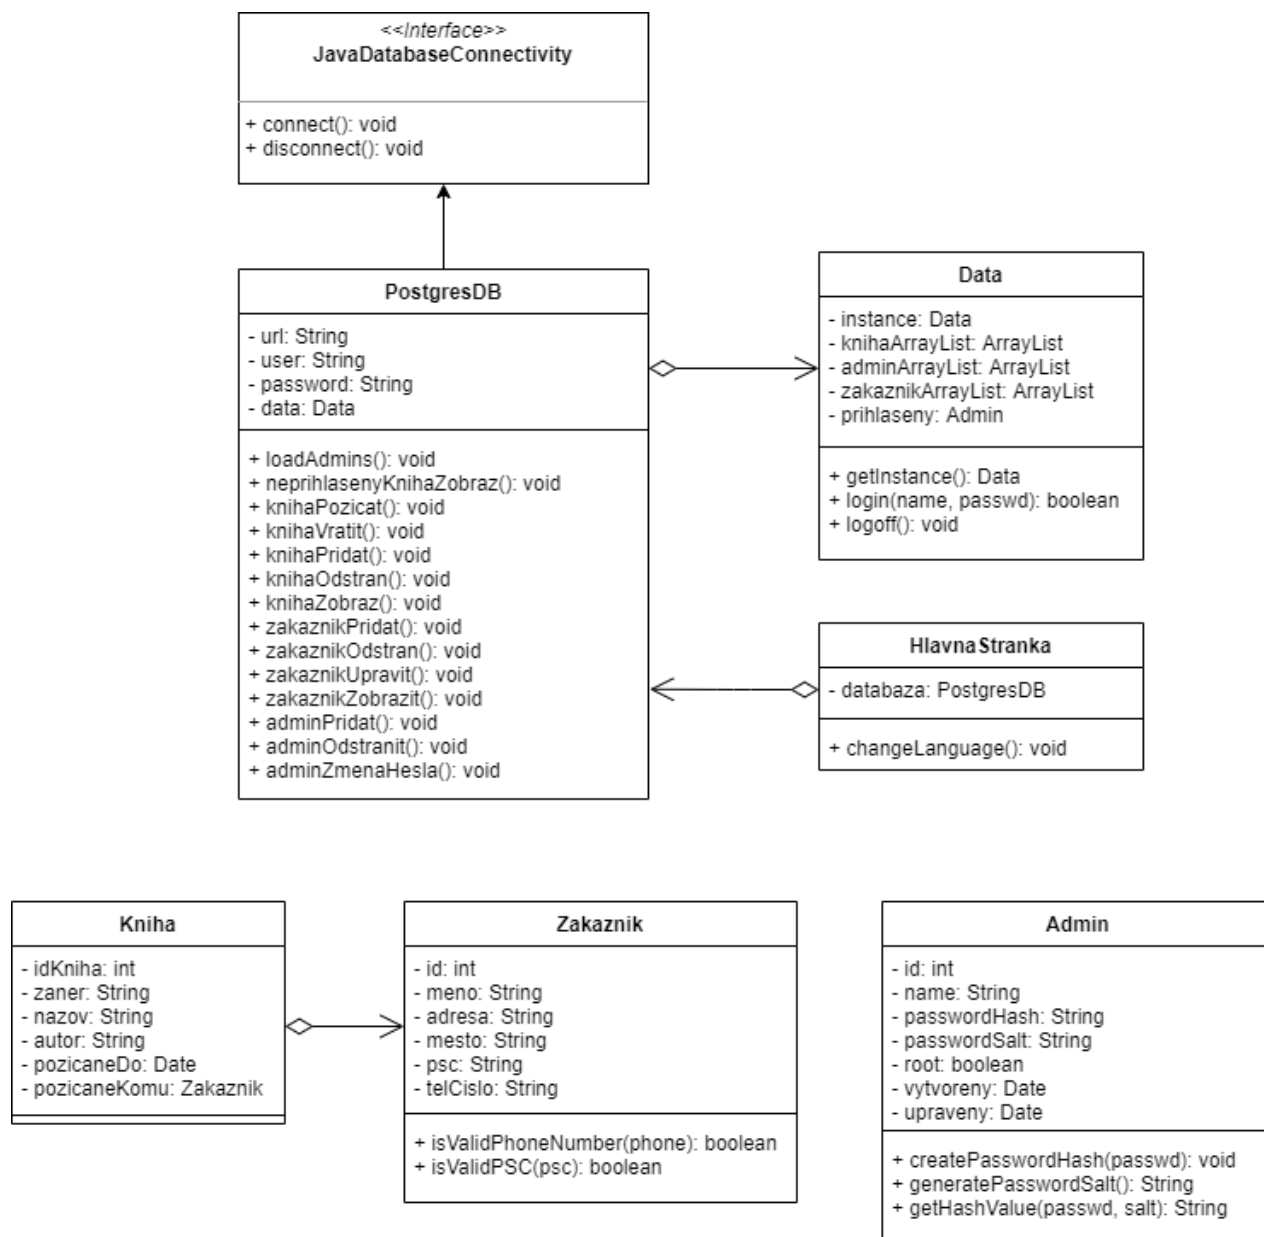 <<Interface>>
JavaDatabaseConnectivity
+ connect(): void
+ disconnect(): void
PostgresDB
- url: String
- user: String
- password: String
- data: Data
+ loadAdmins(): void
+ neprihlasenyKnihaZobraz(): void
+ knihaPozicat(): void
+ knihaVratit(): void
+ knihaPridat(): void
+ knihaOdstran(): void
+ knihaZobraz(): void
+ zakaznikPridat(): void
+ zakaznikOdstran(): void
+ zakaznikUpravit(): void
+ zakaznikZobrazit(): void
+ adminPridat(): void
+ adminOdstranit(): void
+ adminZmenaHesla(): void
Data
- instance: Data
- knihaArrayList: ArrayList
- adminArrayList: ArrayList
- zakaznikArrayList: ArrayList
- prihlaseny: Admin
+ getInstance(): Data
+ login(name, passwd): boolean
+ logoff(): void
HlavnaStranka
- databaza: PostgresDB
+ changeLanguage(): void
Kniha
- idKniha: int
- zaner: String
- nazov: String
- autor: String
- pozicaneDo: Date
- pozicaneKomu: Zakaznik
Zakaznik
- id: int
- meno: String
- adresa: String
- mesto: String
- psc: String
- telCislo: String
+ isValidPhoneNumber(phone): boolean
+ isValidPSC(psc): boolean
Admin
- id: int
- name: String
- passwordHash: String
- passwordSalt: String
- root: boolean
- vytvoreny: Date
- upraveny: Date
+ createPasswordHash(passwd): void
+ generatePasswordSalt(): String
+ getHashValue(passwd, salt): String